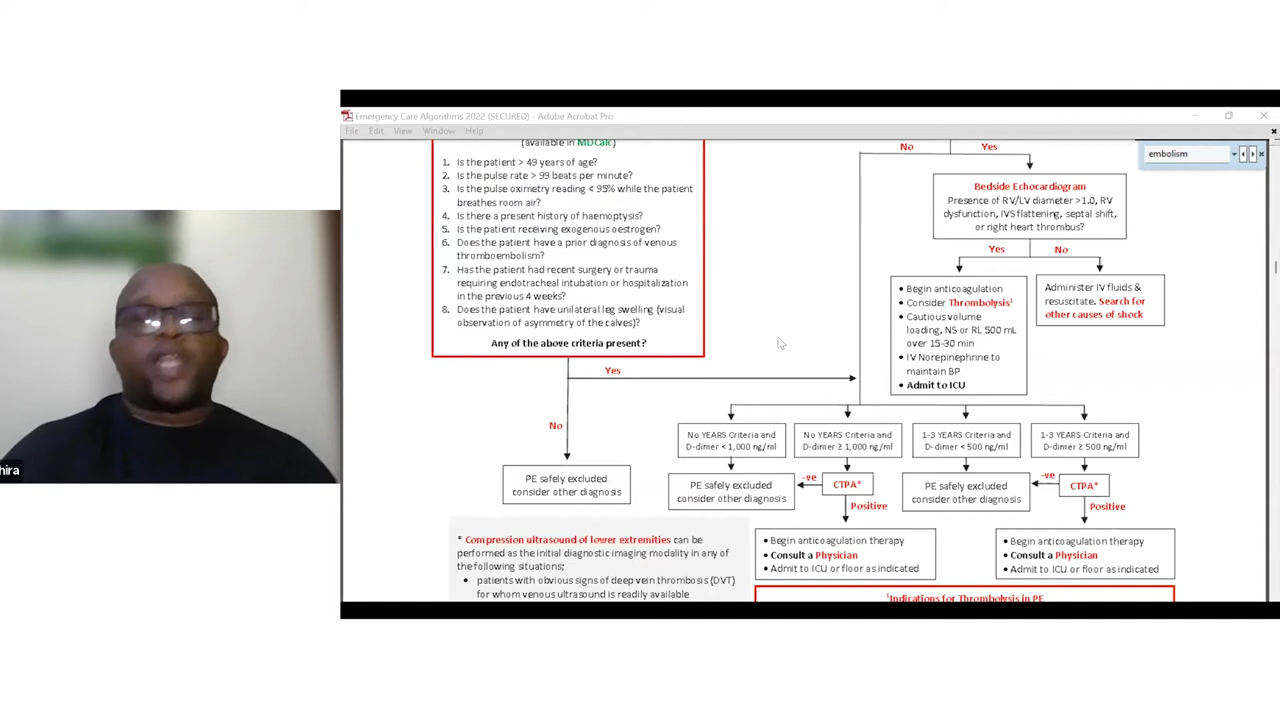 Emergency Care Algorithms 2022 (SECURED) - Adobe Acrobat Pro
File Edit View Window Help
embolism
(available in MDCalc)
1. Is the patient > 49 years of age?
2. Is the pulse rate > 99 beats per minute?
3. Is the pulse oximetry reading < 95% while the patient
breathes room air?
4. Is there a present history of haemoptysis?
5. Is the patient receiving exogenous oestrogen?
6. Does the patient have a prior diagnosis of venous
thromboembolism?
7. Has the patient had recent surgery or trauma
requiring endotracheal intubation or hospitalization
in the previous 4 weeks?
8. Does the patient have unilateral leg swelling (visual
observation of asymmetry of the calves)?
Any of the above criteria present?
No Yes
Bedside Echocardiogram
Presence of RV/LV diameter >1.0, RV
dysfunction, IVS flattening, septal shift,
or right heart thrombus?
Yes No
• Begin anticoagulation
• Consider Thrombolysis¹
• Cautious volume
loading, NS or RL 500 mL
over 15-30 min
• IV Norepinephrine to
maintain BP
• Admit to ICU
Administer IV fluids &
resuscitate. Search for
other causes of shock
Yes
No
PE safely excluded
consider other diagnosis
No YEARS Criteria and
D-dimer < 1,000 ng/ml
No YEARS Criteria and
D-dimer ≥ 1,000 ng/ml
1-3 YEARS Criteria and
D-dimer < 500 ng/ml
1-3 YEARS Criteria and
D-dimer ≥ 500 ng/ml
PE safely excluded
consider other diagnosis
-ve
CTPA*
PE safely excluded
consider other diagnosis
-ve
CTPA*
Positive
Positive
• Begin anticoagulation therapy
• Consult a Physician
• Admit to ICU or floor as indicated
• Begin anticoagulation therapy
• Consult a Physician
• Admit to ICU or floor as indicated
* Compression ultrasound of lower extremities can be
performed as the initial diagnostic imaging modality in any of
the following situations;
• patients with obvious signs of deep vein thrombosis (DVT)
for whom venous ultrasound is readily available
¹Indications for Thrombolysis in PE
hira